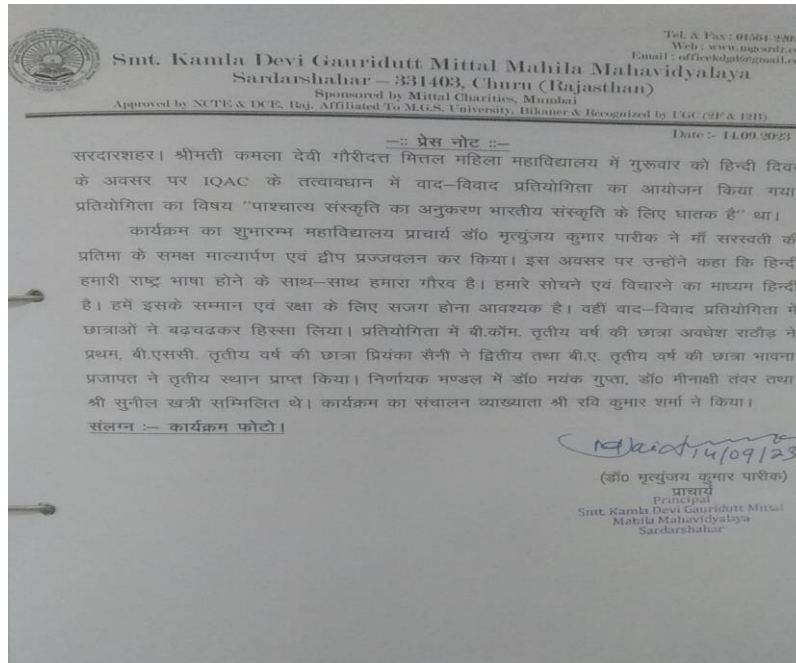 Tel. & Fax : 01564-220
Web : www.mgesrdr.c
Email : officekdgl@gmail.c
Smt. Kamla Devi Gauridutt Mittal Mahila Mahavidyalaya
Sardarshahar – 331403, Churu (Rajasthan)
Sponsored by Mittal Charities, Mumbai
Approved by NCTE & DCE, Raj. Affiliated To M.G.S. University, Bikaner & Recognized by UGC (2F & 12B)
Date :- 14.09.2023
—:: प्रेस नोट ::—
सरदारशहर। श्रीमती कमला देवी गौरीदत्त मित्तल महिला महाविद्यालय में गुरूवार को हिन्दी दिव
के अवसर पर IQAC के तत्वावधान में वाद–विवाद प्रतियोगिता का आयोजन किया गया
प्रतियोगिता का विषय "पाश्चात्य संस्कृति का अनुकरण भारतीय संस्कृति के लिए घातक है" था।
कार्यक्रम का शुभारम्भ महाविद्यालय प्राचार्य डॉ0 मृत्युंजय कुमार पारीक ने माँ सरस्वती की
प्रतिमा के समक्ष माल्यार्पण एवं द्वीप प्रज्जवलन कर किया। इस अवसर पर उन्होंने कहा कि हिन्दी
हमारी राष्ट्र भाषा होने के साथ–साथ हमारा गौरव है। हमारे सोचने एवं विचारने का माध्यम हिन्दी
है। हमें इसके सम्मान एवं रक्षा के लिए सजग होना आवश्यक है। वहीं वाद–विवाद प्रतियोगिता में
छात्राओं ने बढचढकर हिस्सा लिया। प्रतियोगिता में बी.कॉम. तृतीय वर्ष की छात्रा अवधेश राठौड़ ने
प्रथम, बी.एससी. तृतीय वर्ष की छात्रा प्रियंका सैनी ने द्वितीय तथा बी.ए. तृतीय वर्ष की छात्रा भावना
प्रजापत ने तृतीय स्थान प्राप्त किया। निर्णायक मण्डल में डॉ0 मयंक गुप्ता, डॉ0 मीनाक्षी तंवर तथा
श्री सुनील खत्री सम्मिलित थे। कार्यक्रम का संचालन व्याख्याता श्री रवि कुमार शर्मा ने किया।
संलग्न :– कार्यक्रम फोटो।
14/09/23
(डॉ0 मृत्युंजय कुमार पारीक)
प्राचार्य
Principal
Smt. Kamla Devi Gauridutt Mittal
Mahila Mahavidyalaya
Sardarshahar